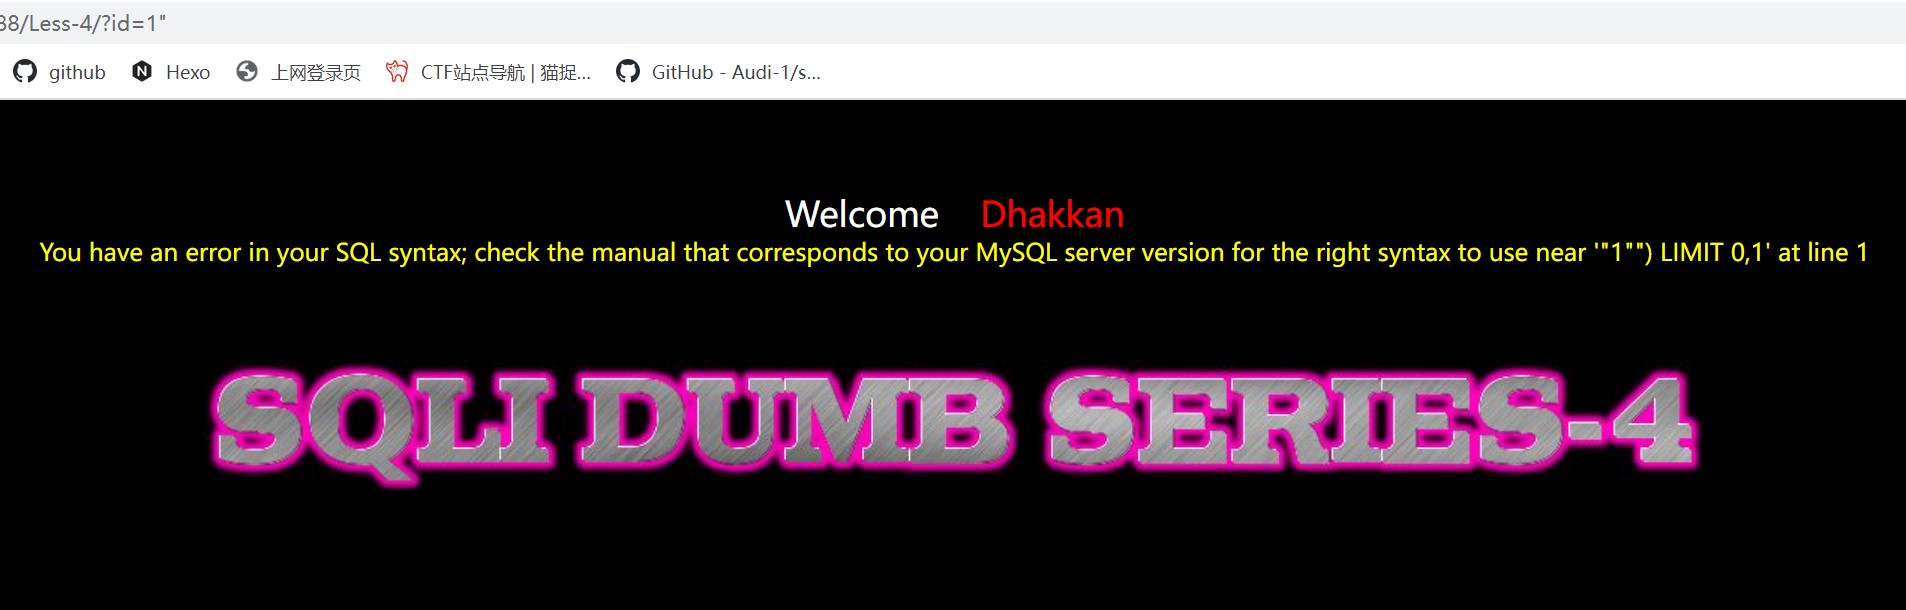 38/Less-4/?id=1"
github Hexo 上网登录页 CTF站点导航 | 猫捉... GitHub - Audi-1/s...
Welcome Dhakkan
You have an error in your SQL syntax; check the manual that corresponds to your MySQL server version for the right syntax to use near '"1"") LIMIT 0,1' at line 1
SQLI DUMB SERIES-4